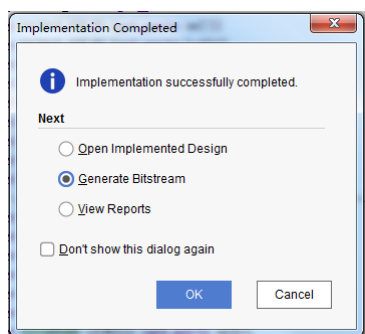 Implementation Completed
Implementation successfully completed.
Next
Open Implemented Design
Generate Bitstream
View Reports
Don't show this dialog again
OK
Cancel